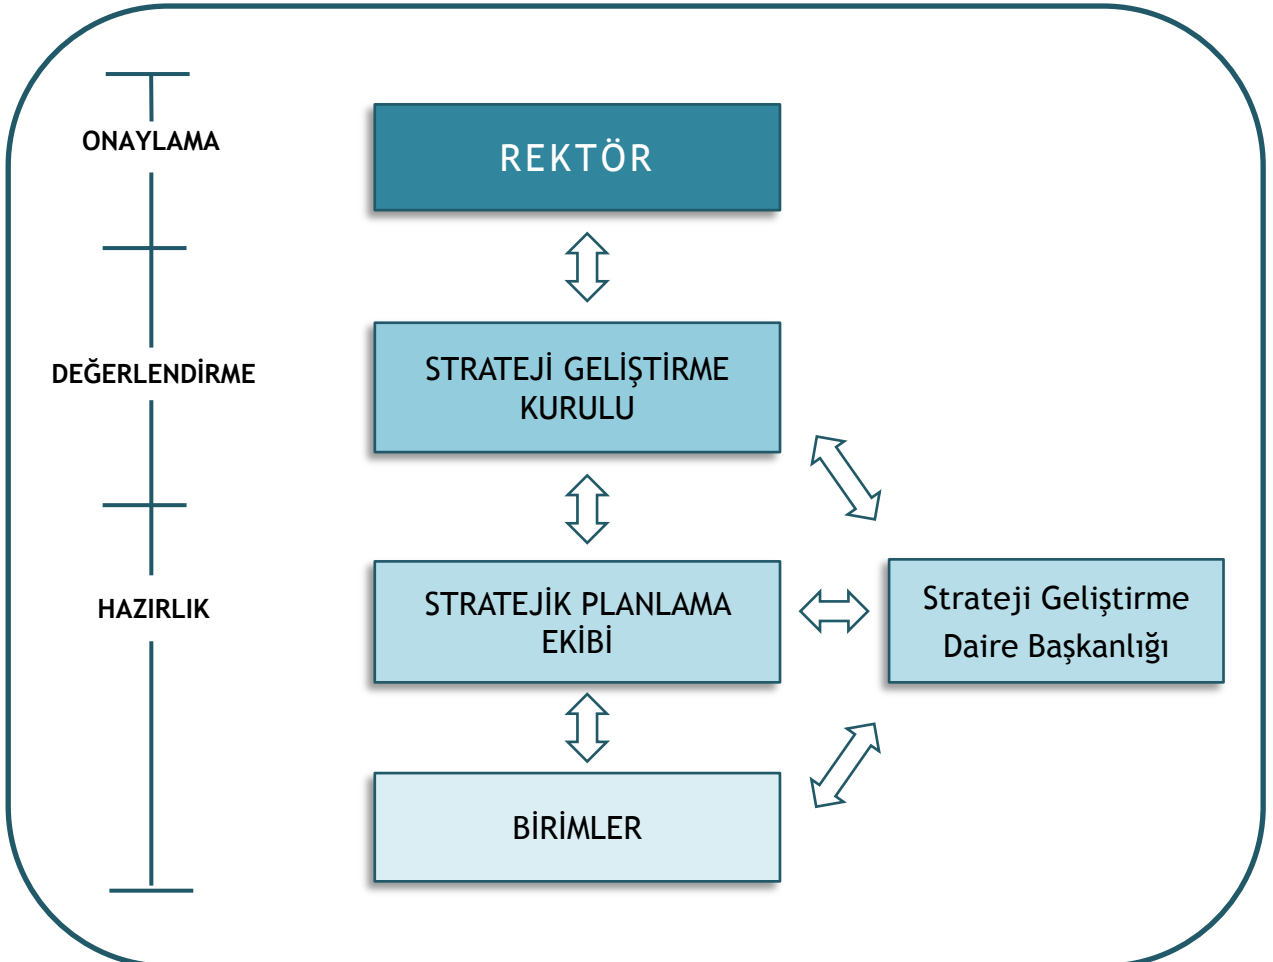 ONAYLAMA
REKTÖR
DEĞERLENDİRME
STRATEJİ GELİŞTİRME
KURULU
HAZIRLIK
STRATEJİK PLANLAMA
EKİBİ
Strateji Geliştirme
Daire Başkanlığı
BİRİMLER